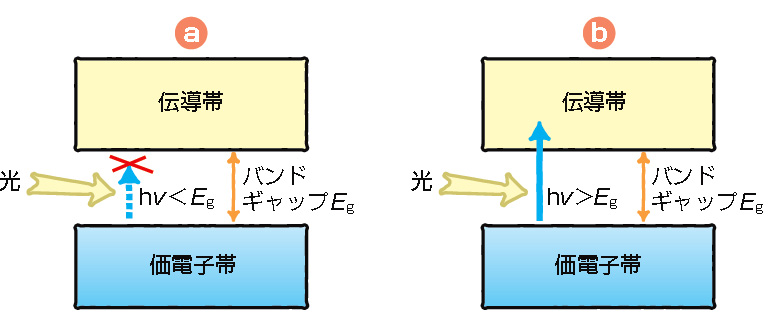 a
伝導帯
光
hν＜Eg
バンド
ギャップEg
価電子帯
b
伝導帯
光
hν＞Eg
バンド
ギャップEg
価電子帯